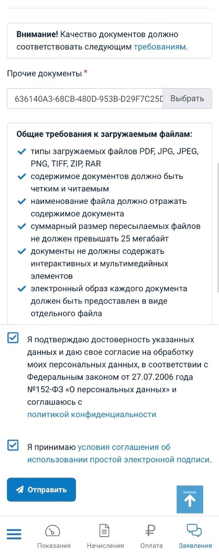 Внимание! Качество документов должно
соответствовать следующим требованиям.
Прочие документы *
636140A3-68CB-480D-953B-D29F7C25D
Выбрать
Общие требования к загружаемым файлам:
типы загружаемых файлов PDF, JPG, JPEG,
PNG, TIFF, ZIP, RAR
содержимое документов должно быть
четким и читаемым
наименование файла должно отражать
содержимое документа
суммарный размер пересылаемых файлов
не должен превышать 25 мегабайт
документы не должны содержать
интерактивных и мультимедийных
элементов
электронный образ каждого документа
должен быть предоставлен в виде
отдельного файла
Я подтверждаю достоверность указанных
данных и даю свое согласие на обработку
моих персональных данных, в соответствии с
Федеральным законом от 27.07.2006 года
№152-ФЗ «О персональных данных» и
соглашаюсь с
политикой конфиденциальности
Я принимаю условия соглашения об
использовании простой электронной подписи.
Отправить
Показания
Начисления
Оплата
Заявления